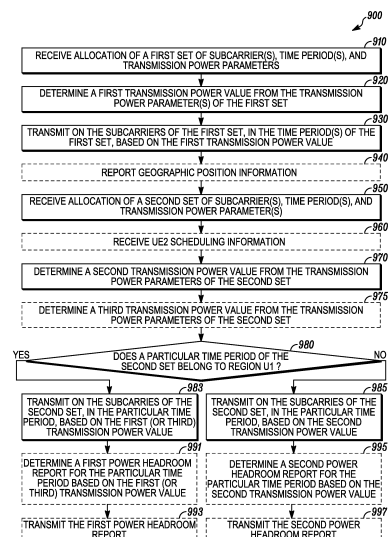 900
910
RECEIVE ALLOCATION OF A FIRST SET OF SUBCARRIER(S), TIME PERIOD(S), AND
TRANSMISSION POWER PARAMETERS
920
DETERMINE A FIRST TRANSMISSION POWER VALUE FROM THE TRANSMISSION
POWER PARAMETER(S) OF THE FIRST SET
930
TRANSMIT ON THE SUBCARRIERS OF THE FIRST SET, IN THE TIME PERIOD(S) OF THE
FIRST SET, BASED ON THE FIRST TRANSMISSION POWER VALUE
940
REPORT GEOGRAPHIC POSITION INFORMATION
950
RECEIVE ALLOCATION OF A SECOND SET OF SUBCARRIER(S), TIME PERIOD(S), AND
TRANSMISSION POWER PARAMETER(S)
960
RECEIVE UE2 SCHEDULING INFORMATION
970
DETERMINE A SECOND TRANSMISSION POWER VALUE FROM THE TRANSMISSION
POWER PARAMETERS OF THE SECOND SET
975
DETERMINE A THIRD TRANSMISSION POWER VALUE FROM THE TRANSMISSION
POWER PARAMETERS OF THE SECOND SET
980
YES
DOES A PARTICULAR TIME PERIOD OF THE
SECOND SET BELONG TO REGION U1 ?
NO
983
TRANSMIT ON THE SUBCARRIES OF THE
SECOND SET, IN THE PARTICULAR TIME
PERIOD, BASED ON THE FIRST (OR THIRD)
TRANSMISSION POWER VALUE
985
TRANSMIT ON THE SUBCARRIES OF THE
SECOND SET, IN THE PARTICULAR TIME
PERIOD, BASED ON THE SECOND
TRANSMISSION POWER VALUE
991
DETERMINE A FIRST POWER HEADROOM
REPORT FOR THE PARTICULAR TIME
PERIOD BASED ON THE FIRST (OR
THIRD) TRANSMISSION POWER VALUE
995
DETERMINE A SECOND POWER
HEADROOM REPORT FOR THE
PARTICULAR TIME PERIOD BASED ON THE
SECOND TRANSMISSION POWER VALUE
993
TRANSMIT THE FIRST POWER HEADROOM
REPORT
997
TRANSMIT THE SECOND POWER
HEADROOM REPORT